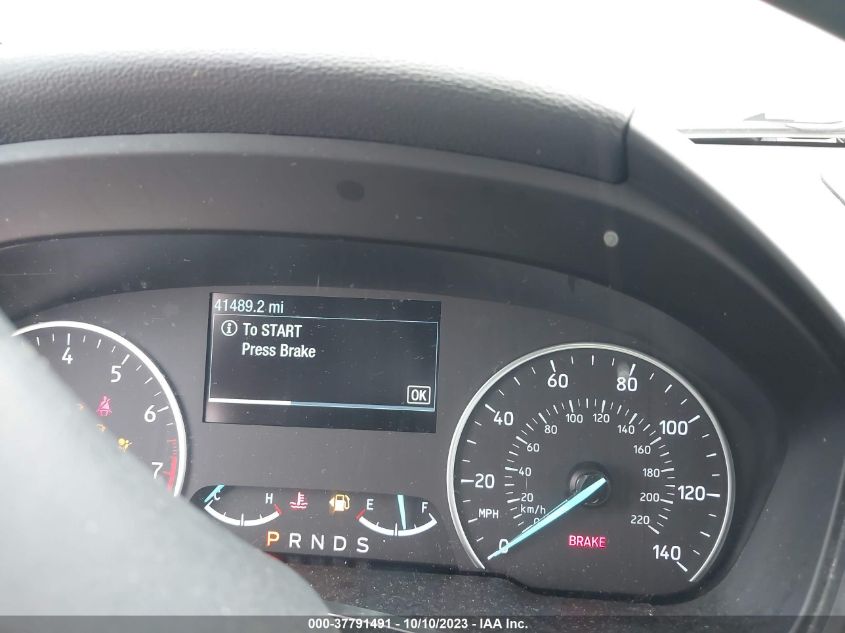 41489.2 mi
To START
Press Brake
OK
4
5
6
7
C H E F
P R N D S
0 20 40 60 80 100 120 140
MPH
20 40 60 80 100 120 140 160 180 200 220
km/h
BRAKE
000-37791491 - 10/10/2023 - IAA Inc.